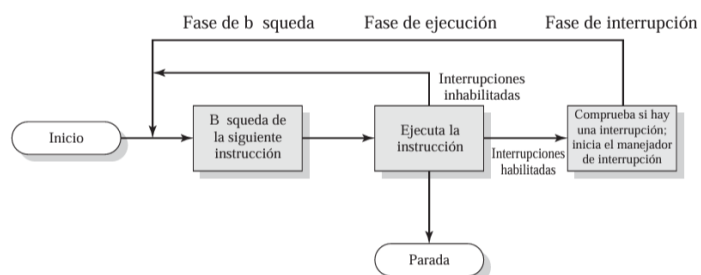 Fase de b squeda
Fase de ejecución
Fase de interrupción
Interrupciones
inhabilitadas
Inicio
B squeda de
la siguiente
instrucción
Ejecuta la
instrucción
Interrupciones
habilitadas
Comprueba si hay
una interrupción;
inicia el manejador
de interrupción
Parada